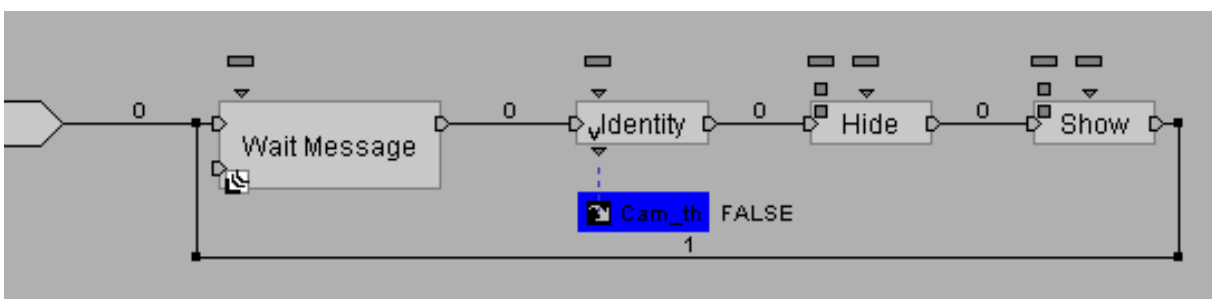 0
Wait Message
0
Identity
0
Hide
0
Show
Cam_th FALSE
1